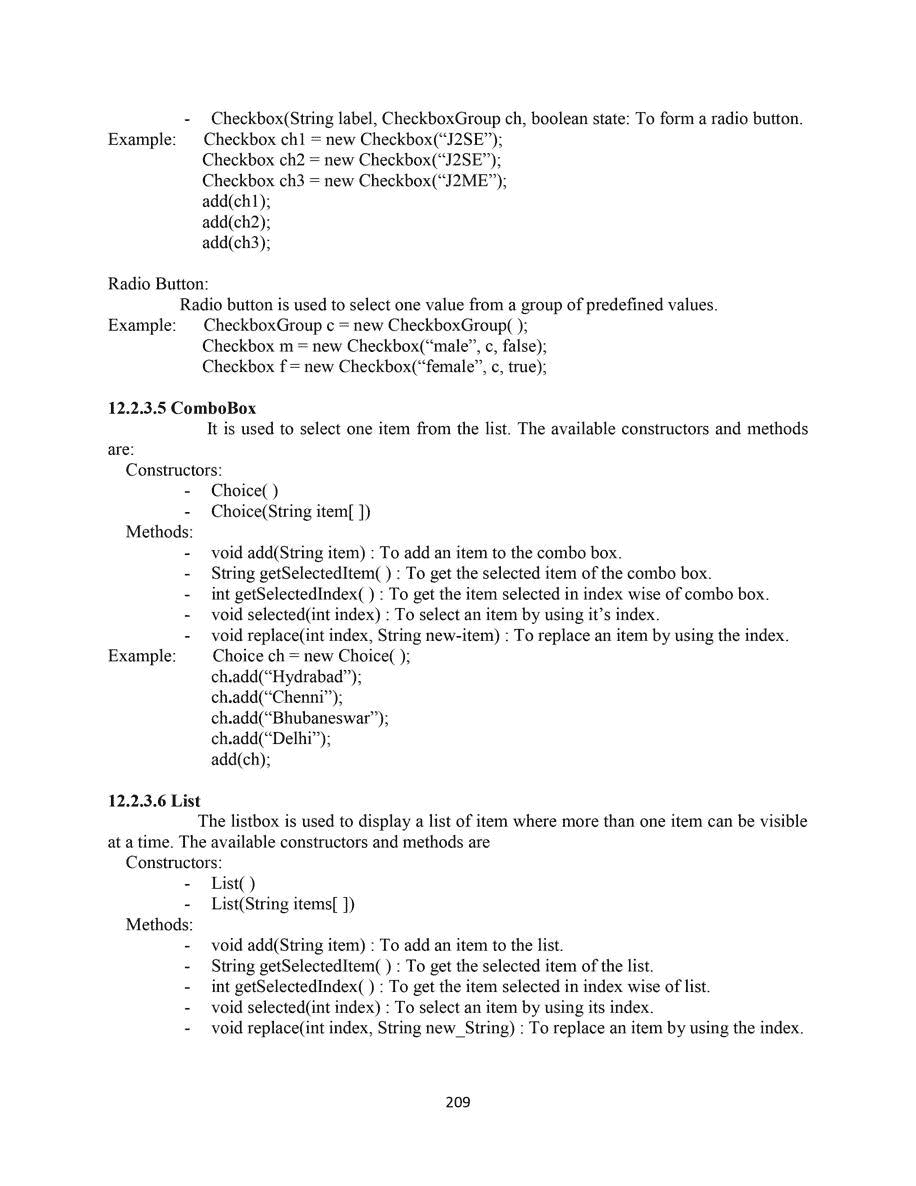 - Checkbox(String label, CheckboxGroup ch, boolean state: To form a radio button.
Example: Checkbox ch1 = new Checkbox(“J2SE”);
Checkbox ch2 = new Checkbox(“J2SE”);
Checkbox ch3 = new Checkbox(“J2ME”);
add(ch1);
add(ch2);
add(ch3);
Radio Button:
Radio button is used to select one value from a group of predefined values.
Example: CheckboxGroup c = new CheckboxGroup( );
Checkbox m = new Checkbox(“male”, c, false);
Checkbox f = new Checkbox(“female”, c, true);
12.2.3.5 ComboBox
It is used to select one item from the list. The available constructors and methods
are:
Constructors:
- Choice( )
- Choice(String item[ ])
Methods:
- void add(String item) : To add an item to the combo box.
- String getSelectedItem( ) : To get the selected item of the combo box.
- int getSelectedIndex( ) : To get the item selected in index wise of combo box.
- void selected(int index) : To select an item by using it’s index.
- void replace(int index, String new-item) : To replace an item by using the index.
Example: Choice ch = new Choice( );
ch.add(“Hydrabad”);
ch.add(“Chenni”);
ch.add(“Bhubaneswar”);
ch.add(“Delhi”);
add(ch);
12.2.3.6 List
The listbox is used to display a list of item where more than one item can be visible
at a time. The available constructors and methods are
Constructors:
- List( )
- List(String items[ ])
Methods:
- void add(String item) : To add an item to the list.
- String getSelectedItem( ) : To get the selected item of the list.
- int getSelectedIndex( ) : To get the item selected in index wise of list.
- void selected(int index) : To select an item by using its index.
- void replace(int index, String new_String) : To replace an item by using the index.
209